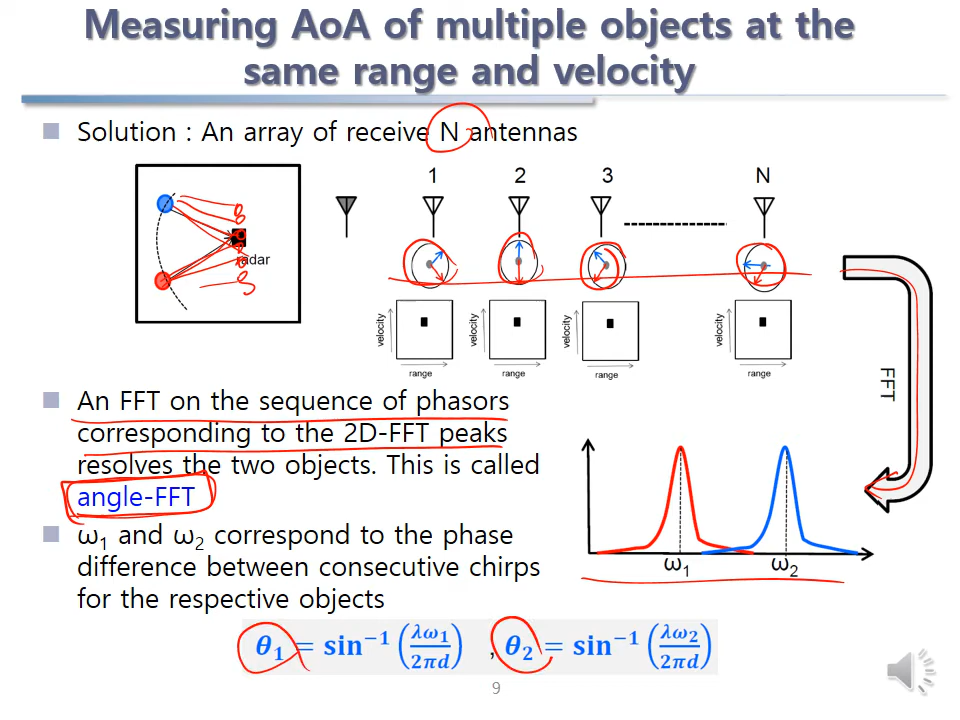 Measuring AoA of multiple objects at the
same range and velocity
Solution : An array of receive N antennas
1 2 3 N
radar
velocity velocity velocity velocity
range range range range
FFT
An FFT on the sequence of phasors
corresponding to the 2D-FFT peaks
resolves the two objects. This is called
angle-FFT
ω₁ and ω₂ correspond to the phase
difference between consecutive chirps
for the respective objects
ω₁ ω₂
θ₁ = sin⁻¹(λω₁/2πd) , θ₂ = sin⁻¹(λω₂/2πd)
9